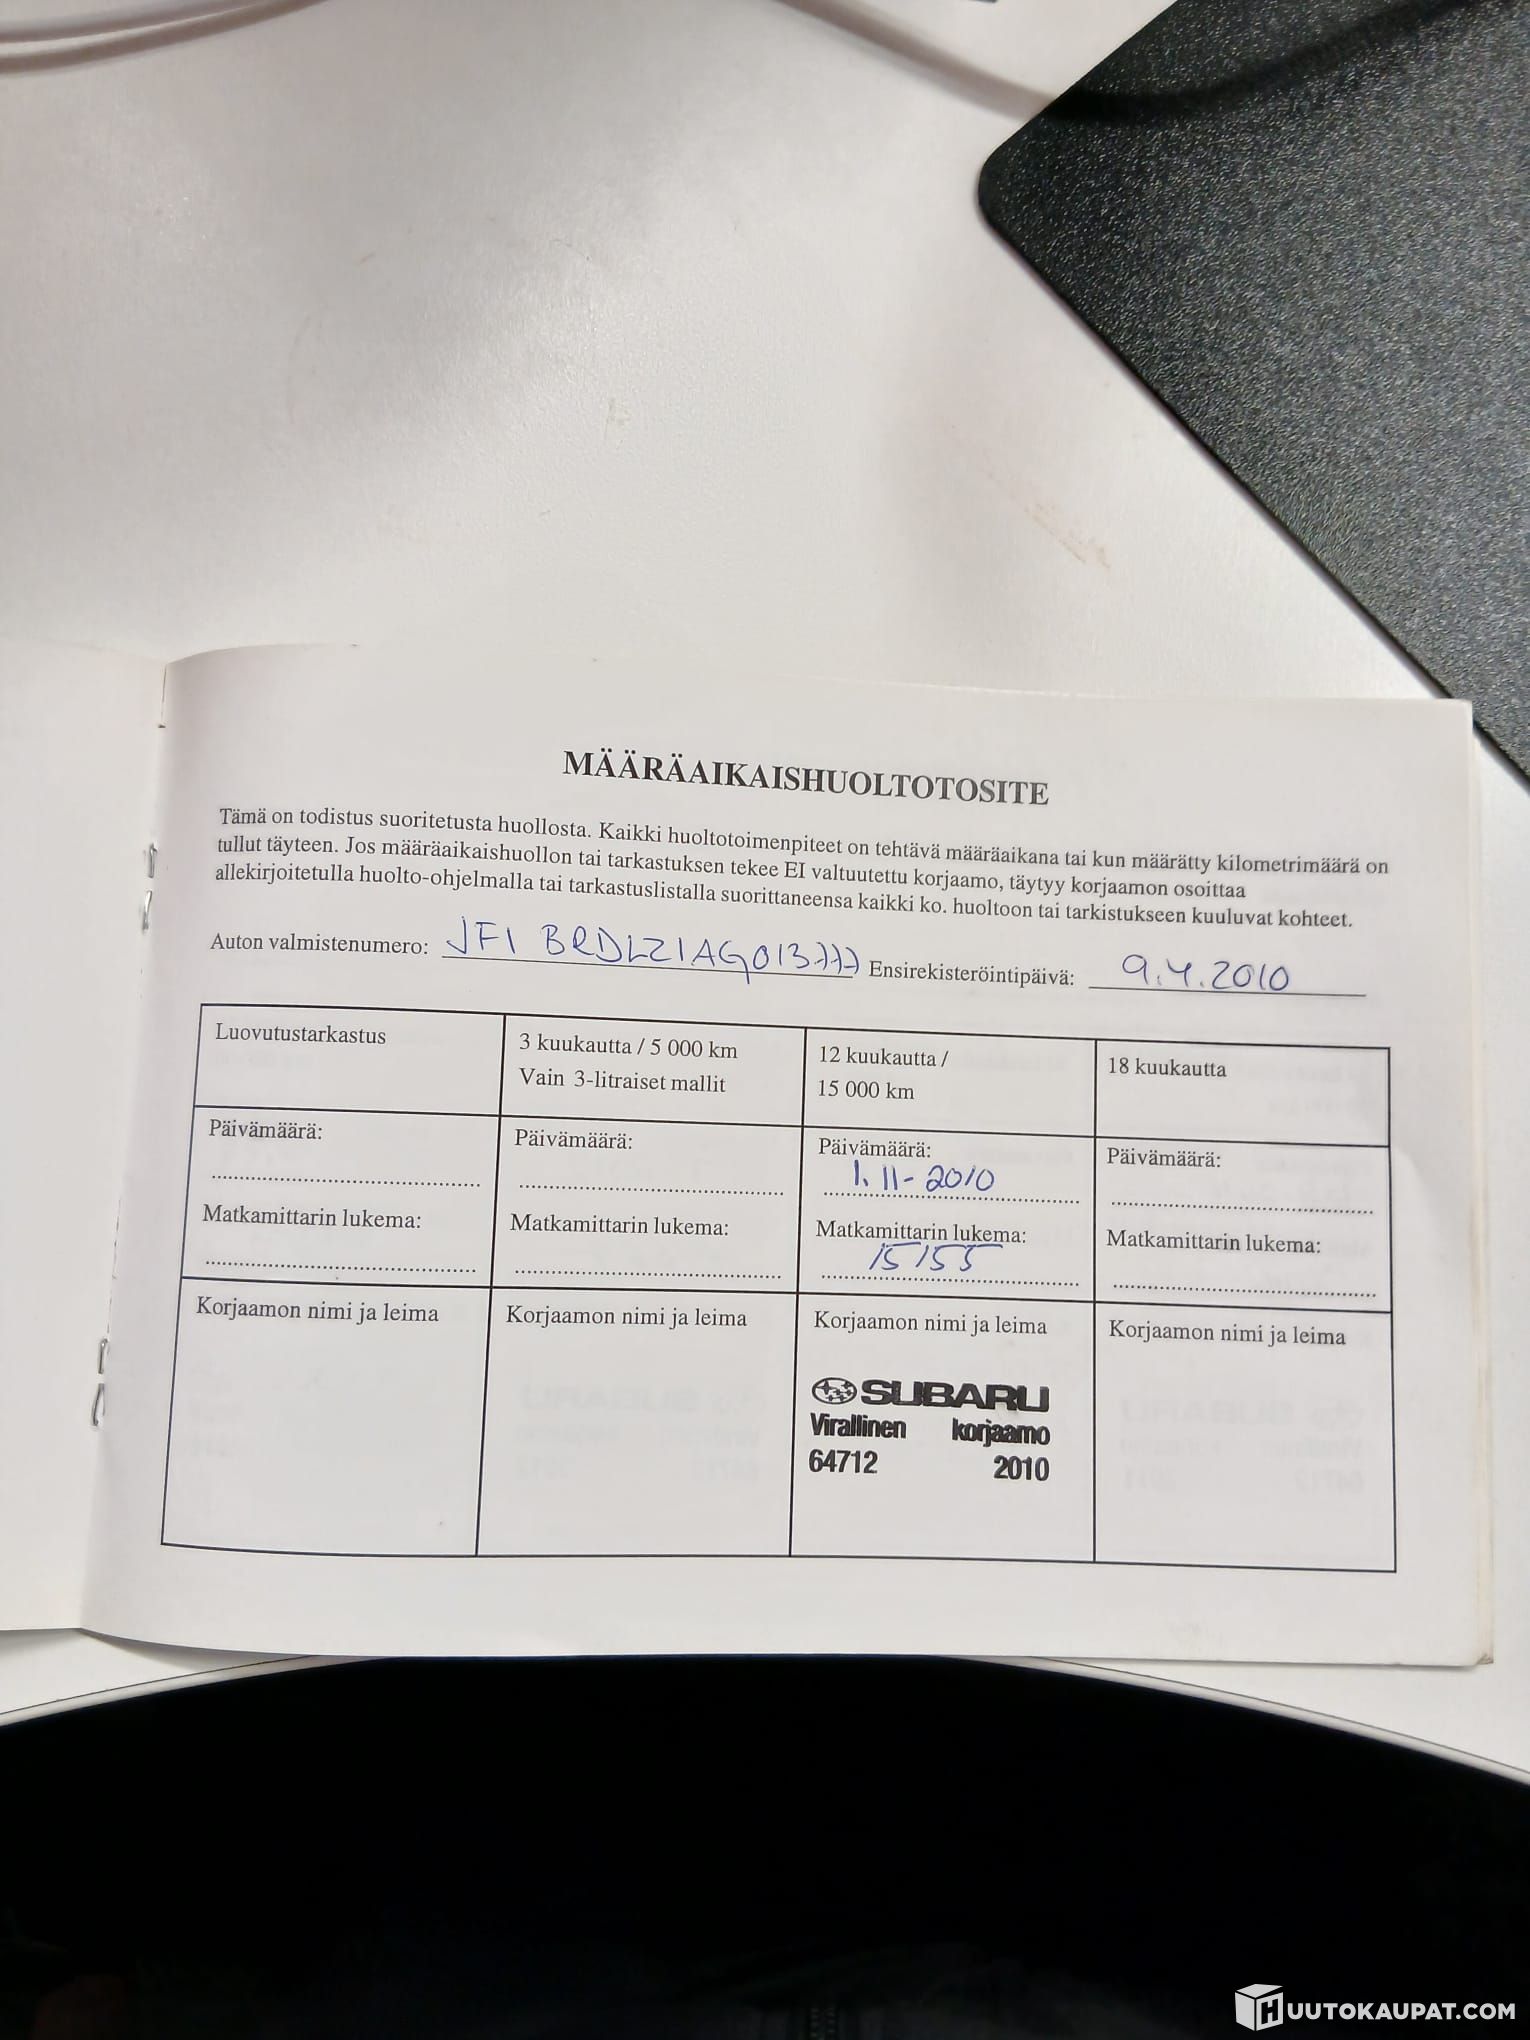 MÄÄRÄAIKAISHUOLTOTOSITE
Tämä on todistus suoritetusta huollosta. Kaikki huoltotoimenpiteet on tehtävä määräaikana tai kun määrätty kilometrimäärä on
tullut täyteen. Jos määräaikaishuollon tai tarkastuksen tekee EI valtuutettu korjaamo, täytyy korjaamon osoittaa
allekirjoitetulla huolto-ohjelmalla tai tarkastuslistalla suorittaneensa kaikki ko. huoltoon tai tarkistukseen kuuluvat kohteet.
Auton valmistenumero: JF1 BRDLZ1AG013777 Ensirekisteröintipäivä: 9.4.2010
Luovutustarkastus
Päivämäärä:
Matkamittarin lukema:
Korjaamon nimi ja leima
3 kuukautta / 5 000 km
Vain 3-litraiset mallit
Päivämäärä:
Matkamittarin lukema:
Korjaamon nimi ja leima
12 kuukautta /
15 000 km
Päivämäärä:
1.11-2010
Matkamittarin lukema:
15155
Korjaamon nimi ja leima
SUBARU
Virallinen korjaamo
64712 2010
18 kuukautta
Päivämäärä:
Matkamittarin lukema:
Korjaamon nimi ja leima
HUUTOKAUPAT.COM